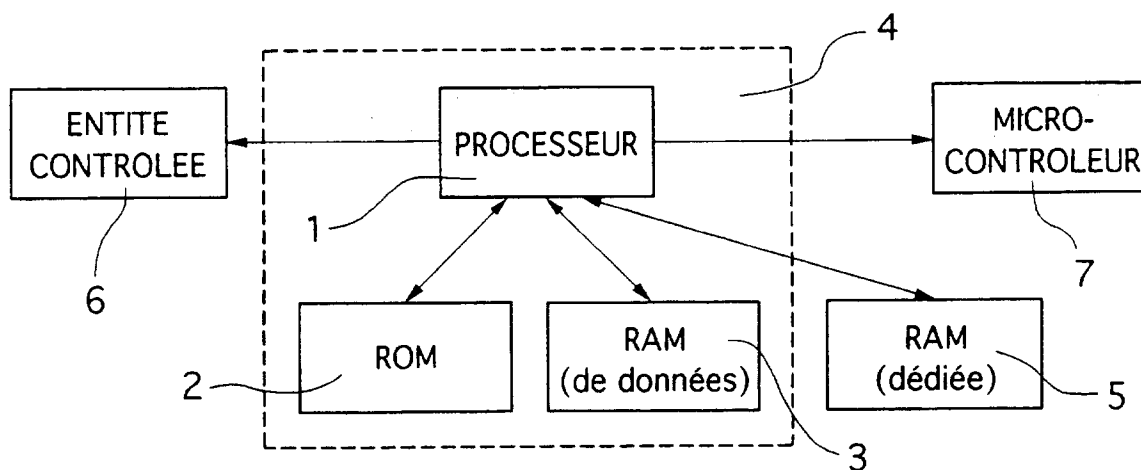 4
ENTITE
CONTROLEE
PROCESSEUR
MICRO-
CONTROLEUR
1
6
7
ROM
RAM
(de données)
RAM
(dédiée)
2
3
5